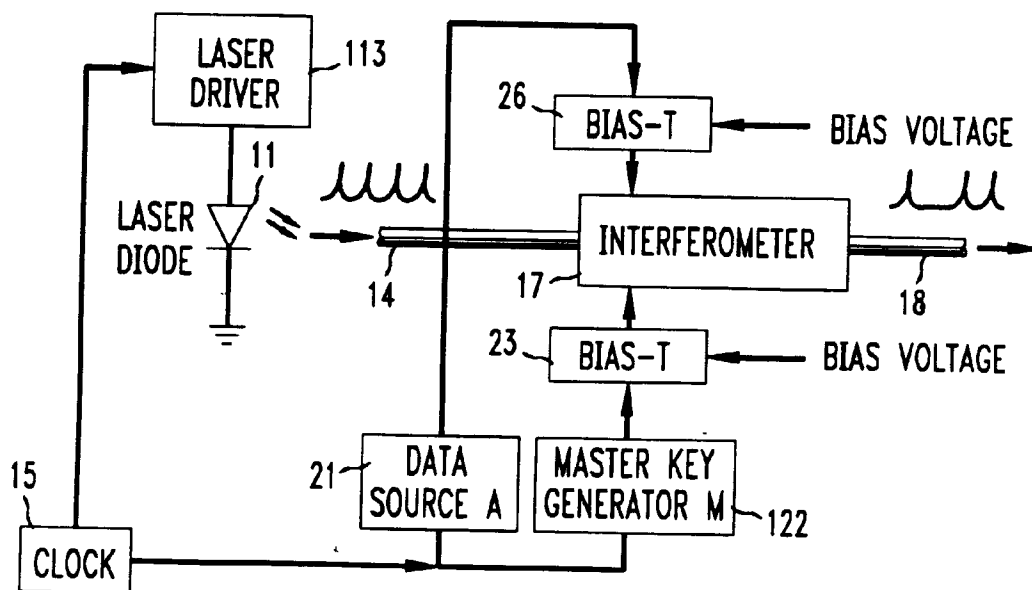 LASER
DRIVER
113
11
LASER
DIODE
14
26
BIAS-T
BIAS VOLTAGE
INTERFEROMETER
17
18
23
BIAS-T
BIAS VOLTAGE
21
DATA
SOURCE A
MASTER KEY
GENERATOR M
122
15
CLOCK